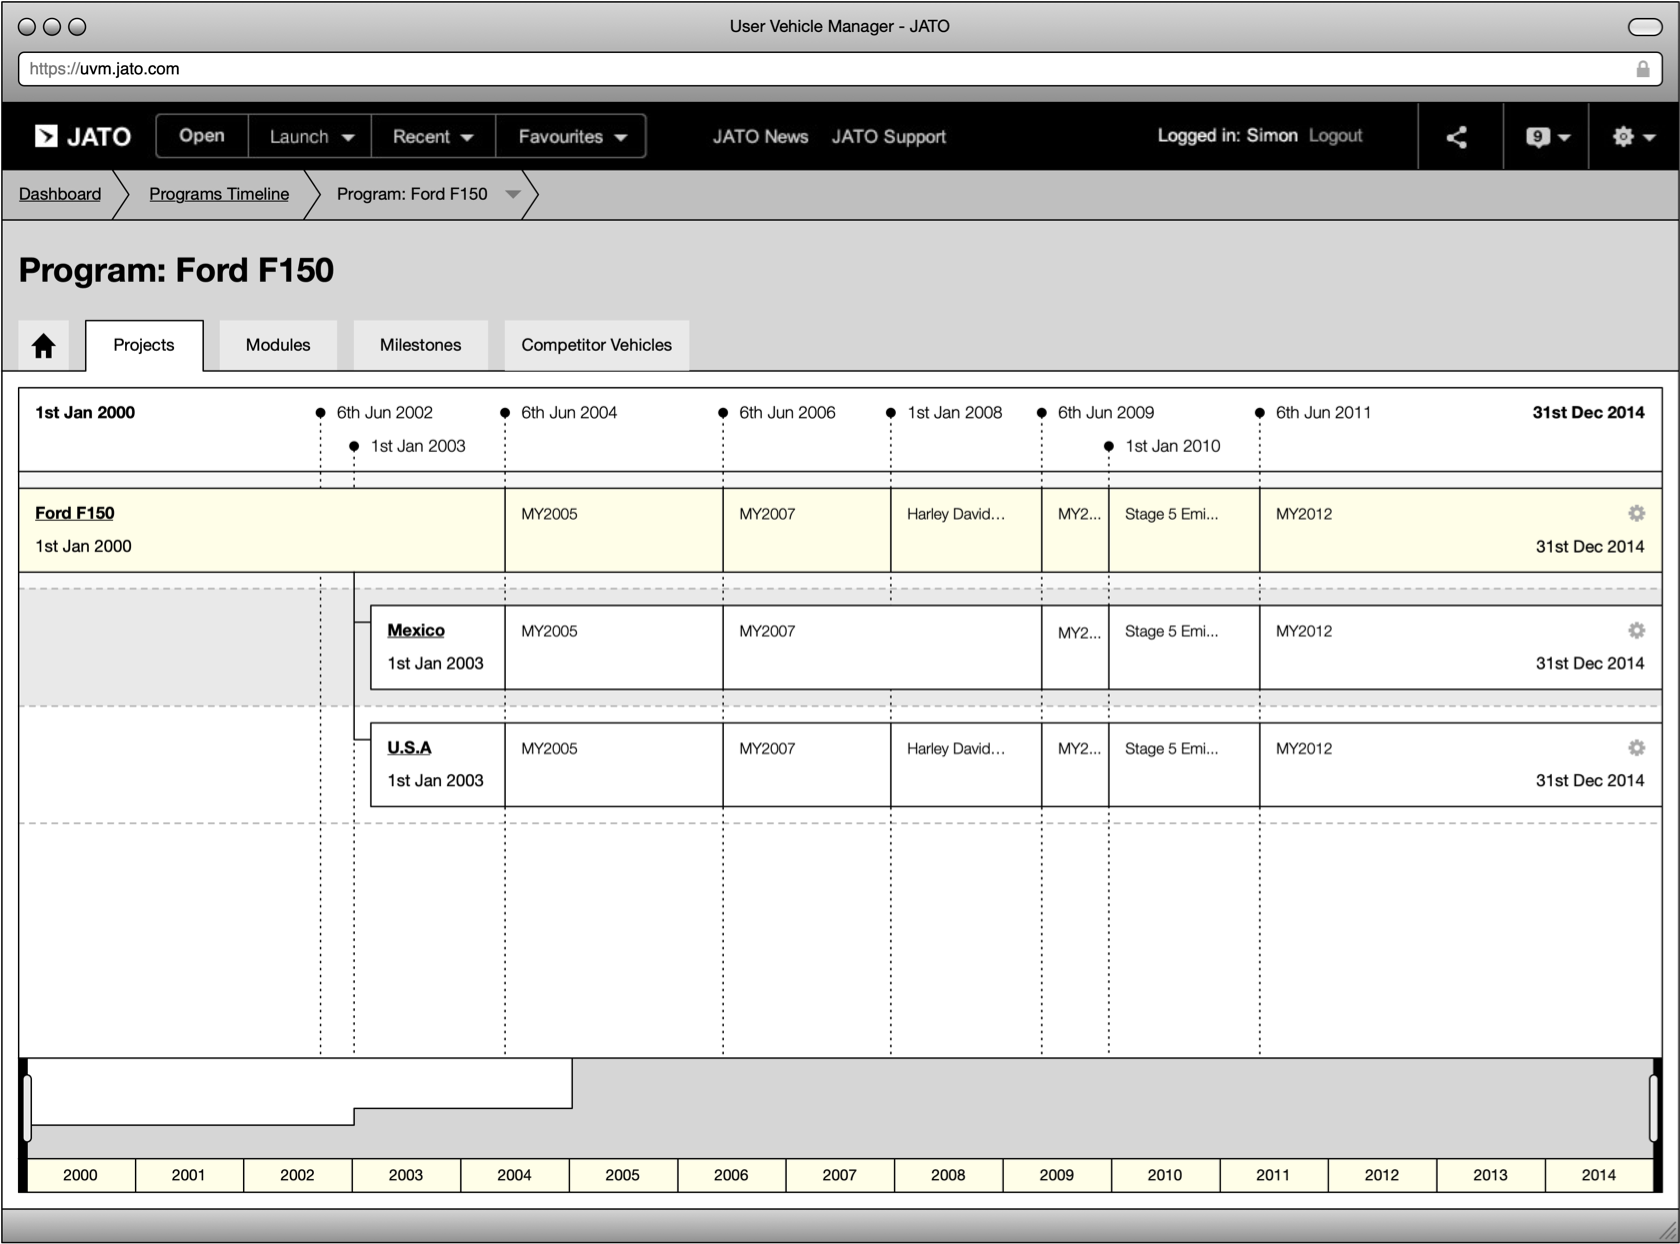 User Vehicle Manager - JATO
https://uvm.jato.com
JATO Open Launch Recent Favourites JATO News JATO Support Logged in: Simon Logout 9
Dashboard Programs Timeline Program: Ford F150
Program: Ford F150
Projects Modules Milestones Competitor Vehicles
1st Jan 2000 6th Jun 2002 6th Jun 2004 6th Jun 2006 1st Jan 2008 6th Jun 2009 6th Jun 2011 31st Dec 2014
1st Jan 2003 1st Jan 2010
Ford F150 MY2005 MY2007 Harley David... MY2... Stage 5 Emi... MY2012
1st Jan 2000 31st Dec 2014
Mexico MY2005 MY2007 MY2... Stage 5 Emi... MY2012
1st Jan 2003 31st Dec 2014
U.S.A MY2005 MY2007 Harley David... MY2... Stage 5 Emi... MY2012
1st Jan 2003 31st Dec 2014
2000 2001 2002 2003 2004 2005 2006 2007 2008 2009 2010 2011 2012 2013 2014